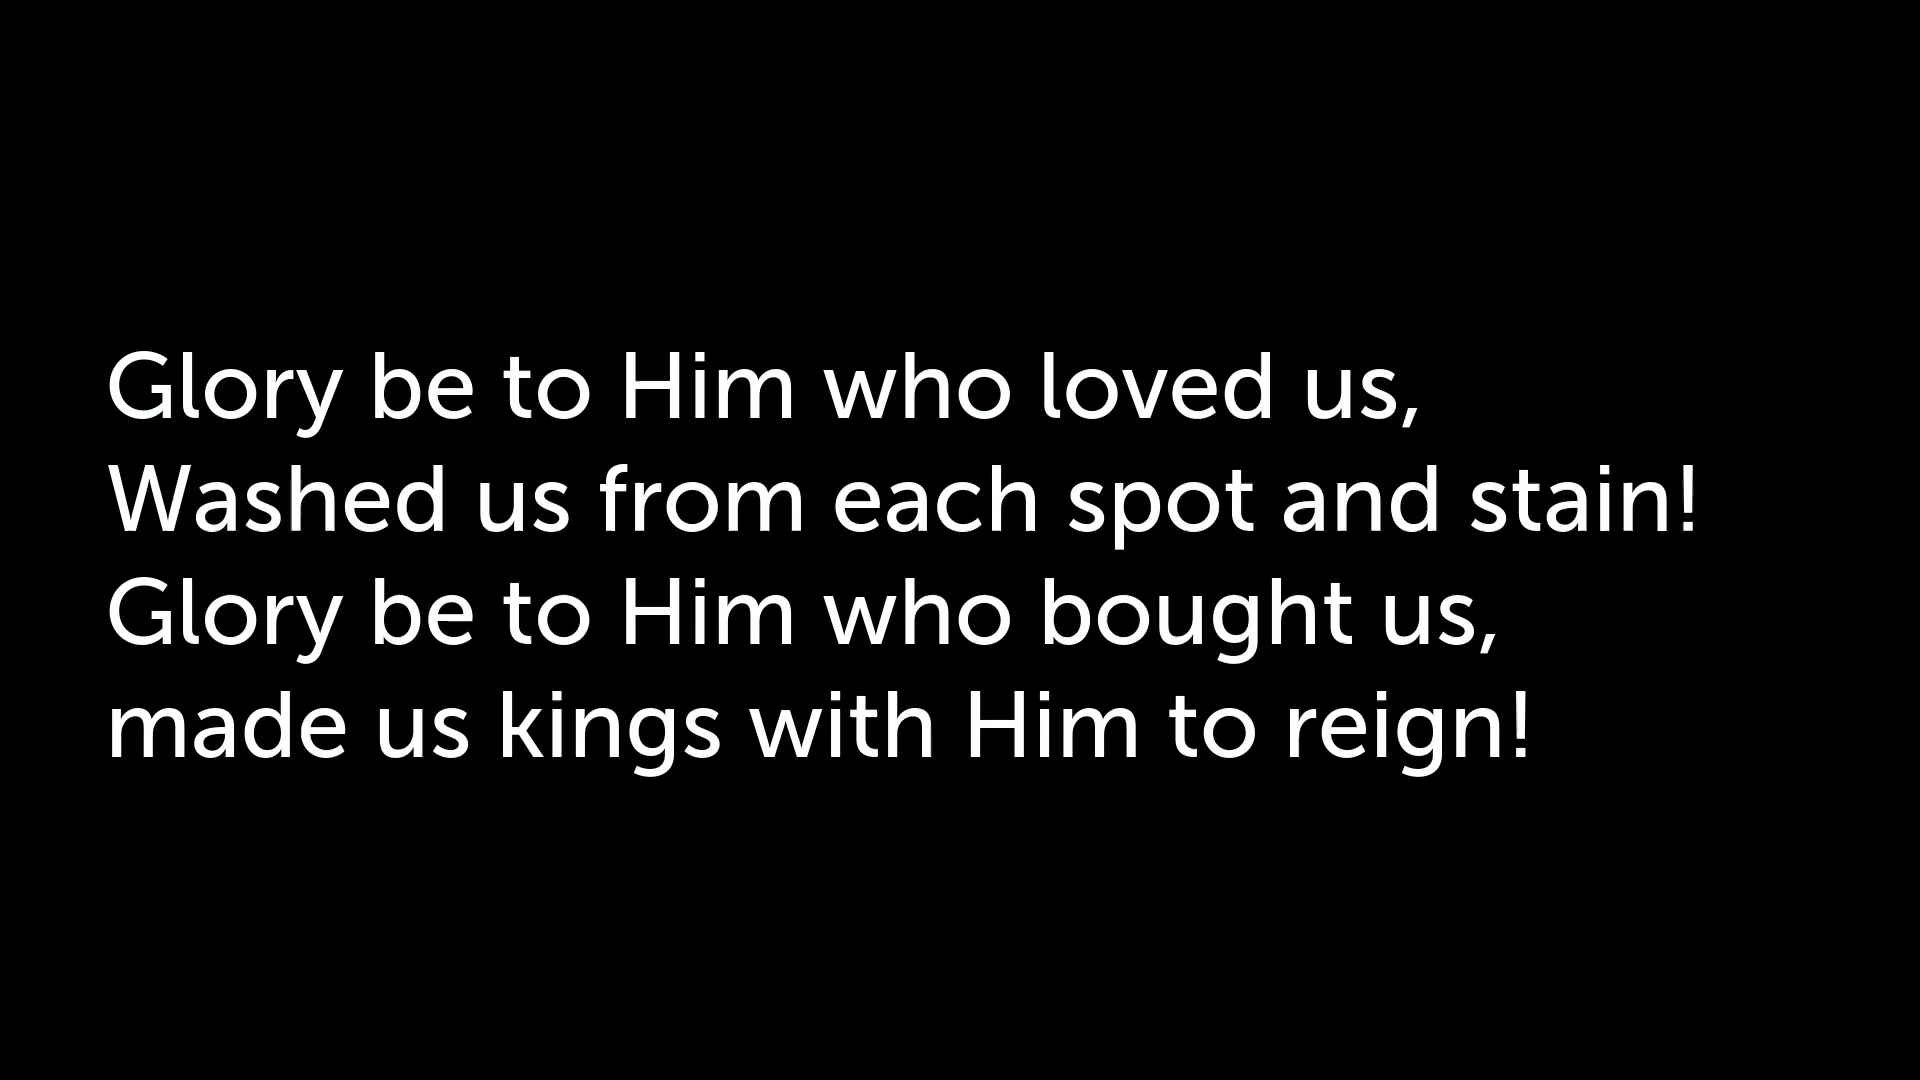 Glory be to Him who loved us,
Washed us from each spot and stain!
Glory be to Him who bought us,
made us kings with Him to reign!